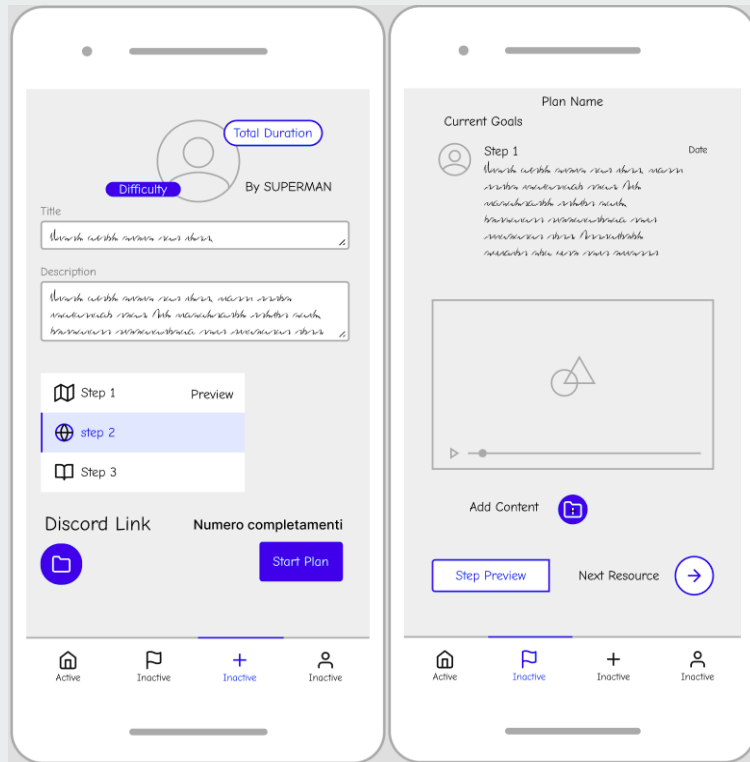 Total Duration
Difficulty
By SUPERMAN
Title
Description
Step 1
Preview
step 2
Step 3
Discord Link
Numero completamenti
Start Plan
Active
Inactive
Inactive
Inactive
Plan Name
Current Goals
Step 1
Date
Add Content
Step Preview
Next Resource
Active
Inactive
Inactive
Inactive